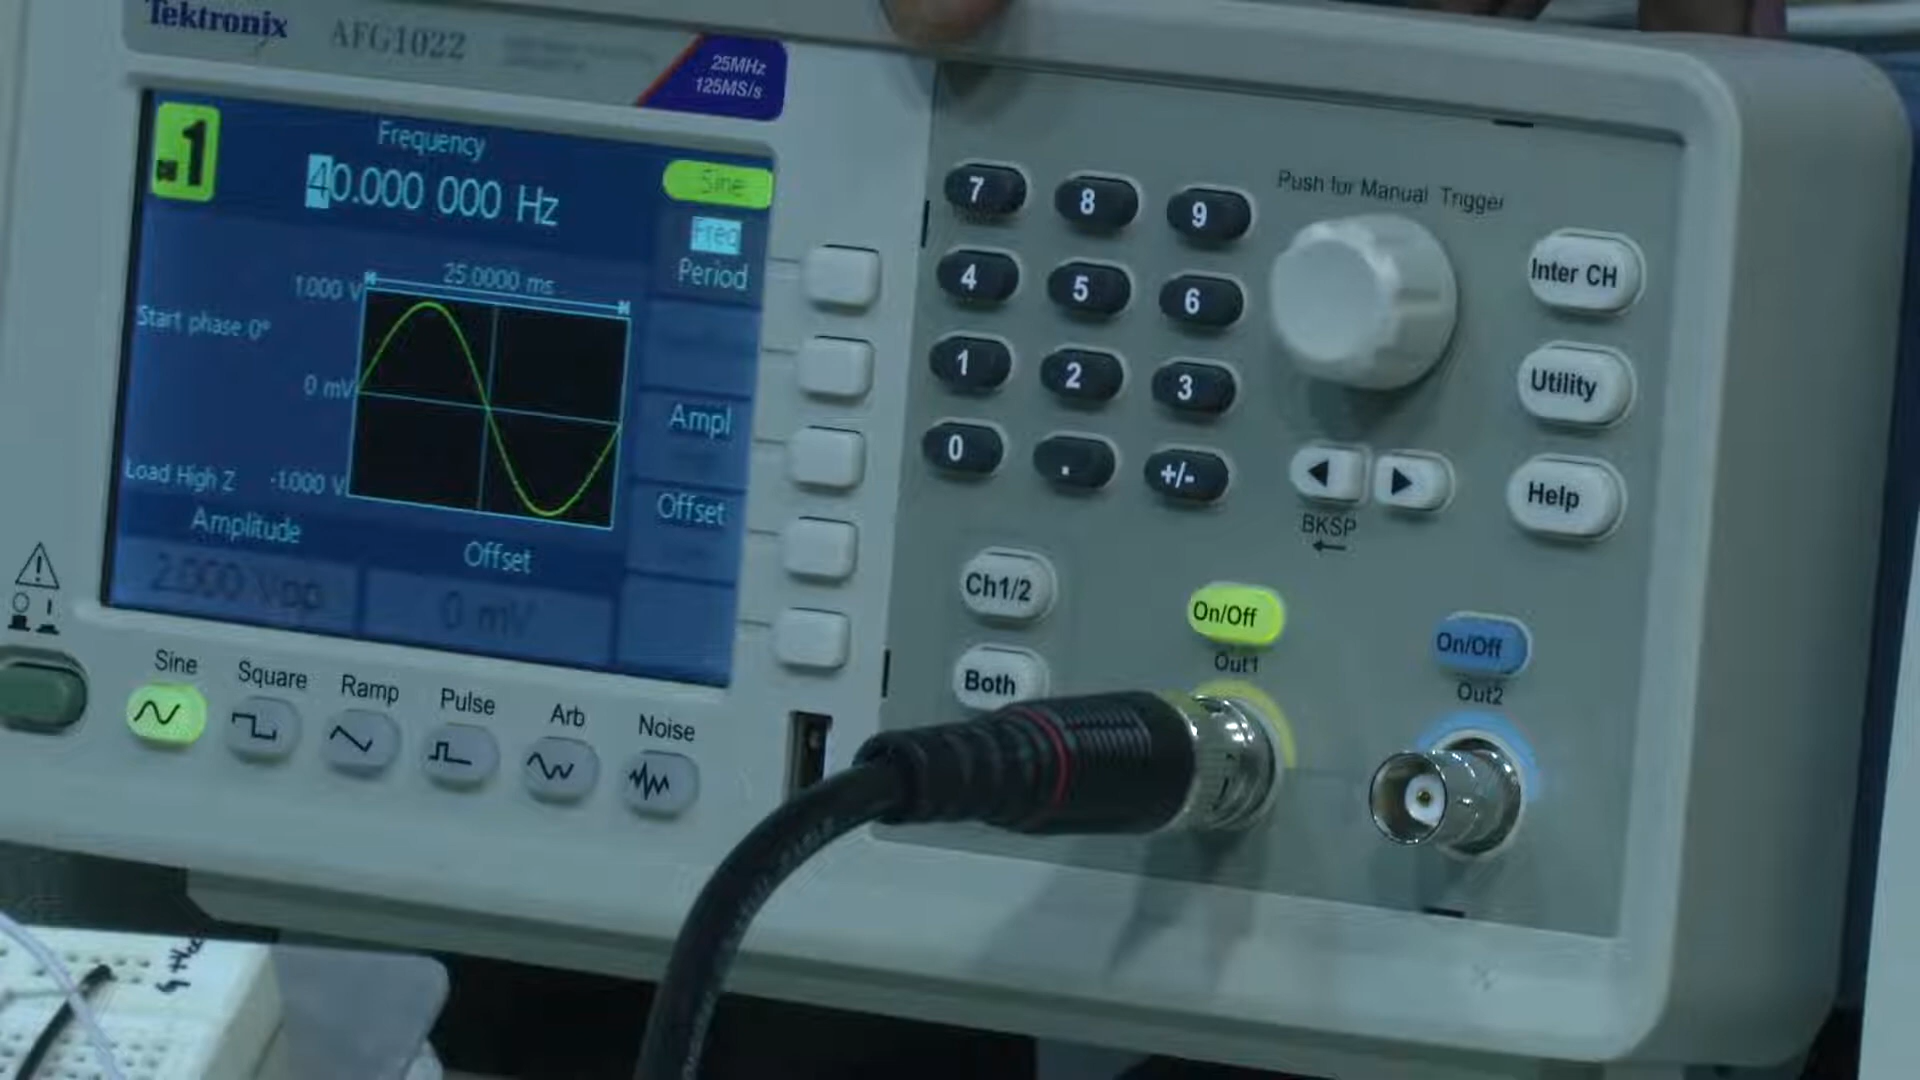 Tektronix AFG1022
25MHz
125MS/s
1
Frequency
40.000 000 Hz
Sine
Freq
Period
25.0000 ms
1.000 V
Start phase 0°
0 mV
Load High Z
-1.000 V
Ampl
Offset
Amplitude
Offset
2.000 Vpp
0 mV
Sine
Square
Ramp
Pulse
Arb
Noise
7 8 9
4 5 6
1 2 3
0 . +/-
Push for Manual Trigger
BKSP
Inter CH
Utility
Help
Ch1/2
Both
On/Off
Out1
On/Off
Out2